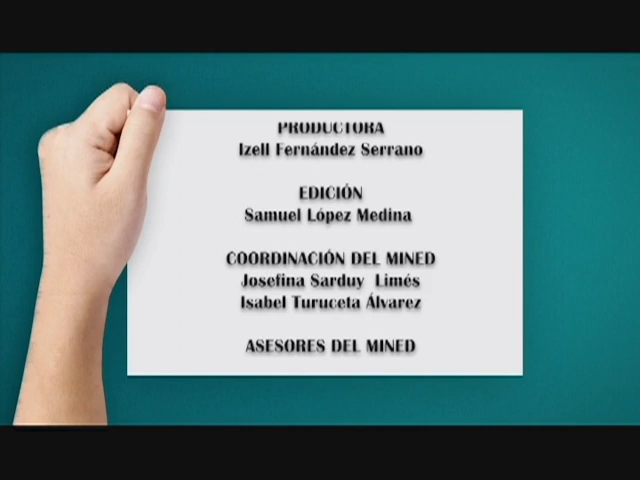 PRODUCTORA
Izell Fernández Serrano
EDICIÓN
Samuel López Medina
COORDINACIÓN DEL MINED
Josefina Sarduy Limés
Isabel Turuceta Álvarez
ASESORES DEL MINED